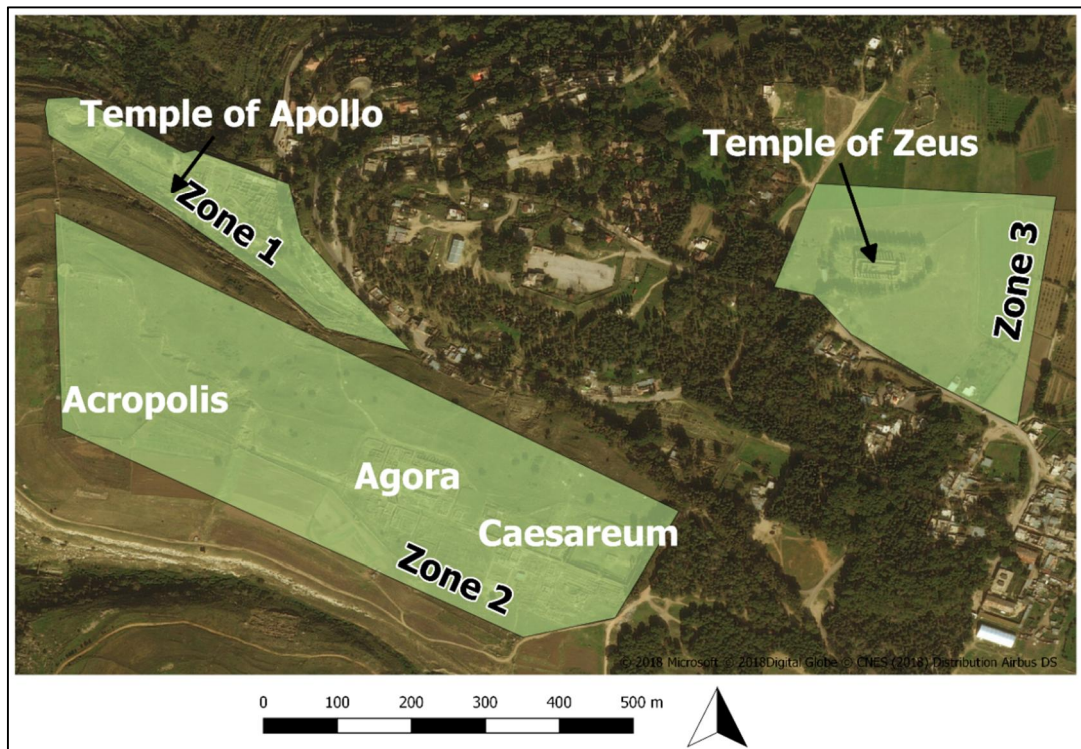 Temple of Apollo
Temple of Zeus
Zone 1
Zone 3
Acropolis
Agora
Caesareum
Zone 2
© 2018 Microsoft © 2018Digital Globe © CNES (2018) Distribution Airbus DS
0 100 200 300 400 500 m